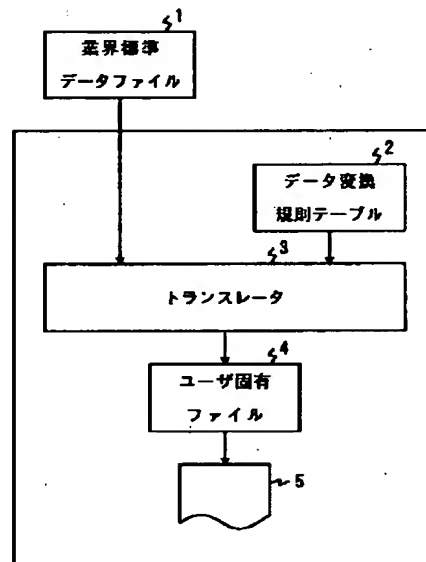 1
業界標準
データファイル
2
データ変換
規則テーブル
3
トランスレータ
4
ユーザ固有
ファイル
5